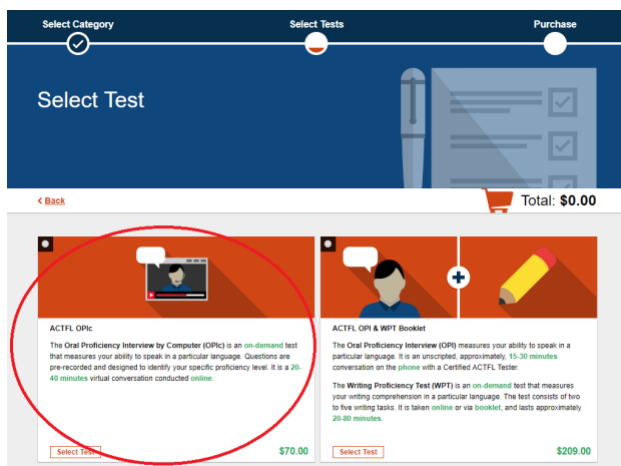 Select Category
Select Tests
Purchase
Select Test
< Back
Total: $0.00
ACTFL OPIc
The Oral Proficiency Interview by Computer (OPIc) is an on-demand test
that measures your ability to speak in a particular language. Questions are
pre-recorded and designed to identify your specific proficiency level. It is a 20-
40 minutes virtual conversation conducted online.
Select Test
$70.00
ACTFL OPI & WPT Booklet
The Oral Proficiency Interview (OPI) measures your ability to speak in a
particular language. It is an unscripted, approximately, 15-30 minutes
conversation on the phone with a Certified ACTFL Tester.
The Writing Proficiency Test (WPT) is an on-demand test that measures
your writing comprehension in a particular language. The test consists of two
to five writing tasks. It is taken online or via booklet, and lasts approximately
20-80 minutes.
Select Test
$209.00